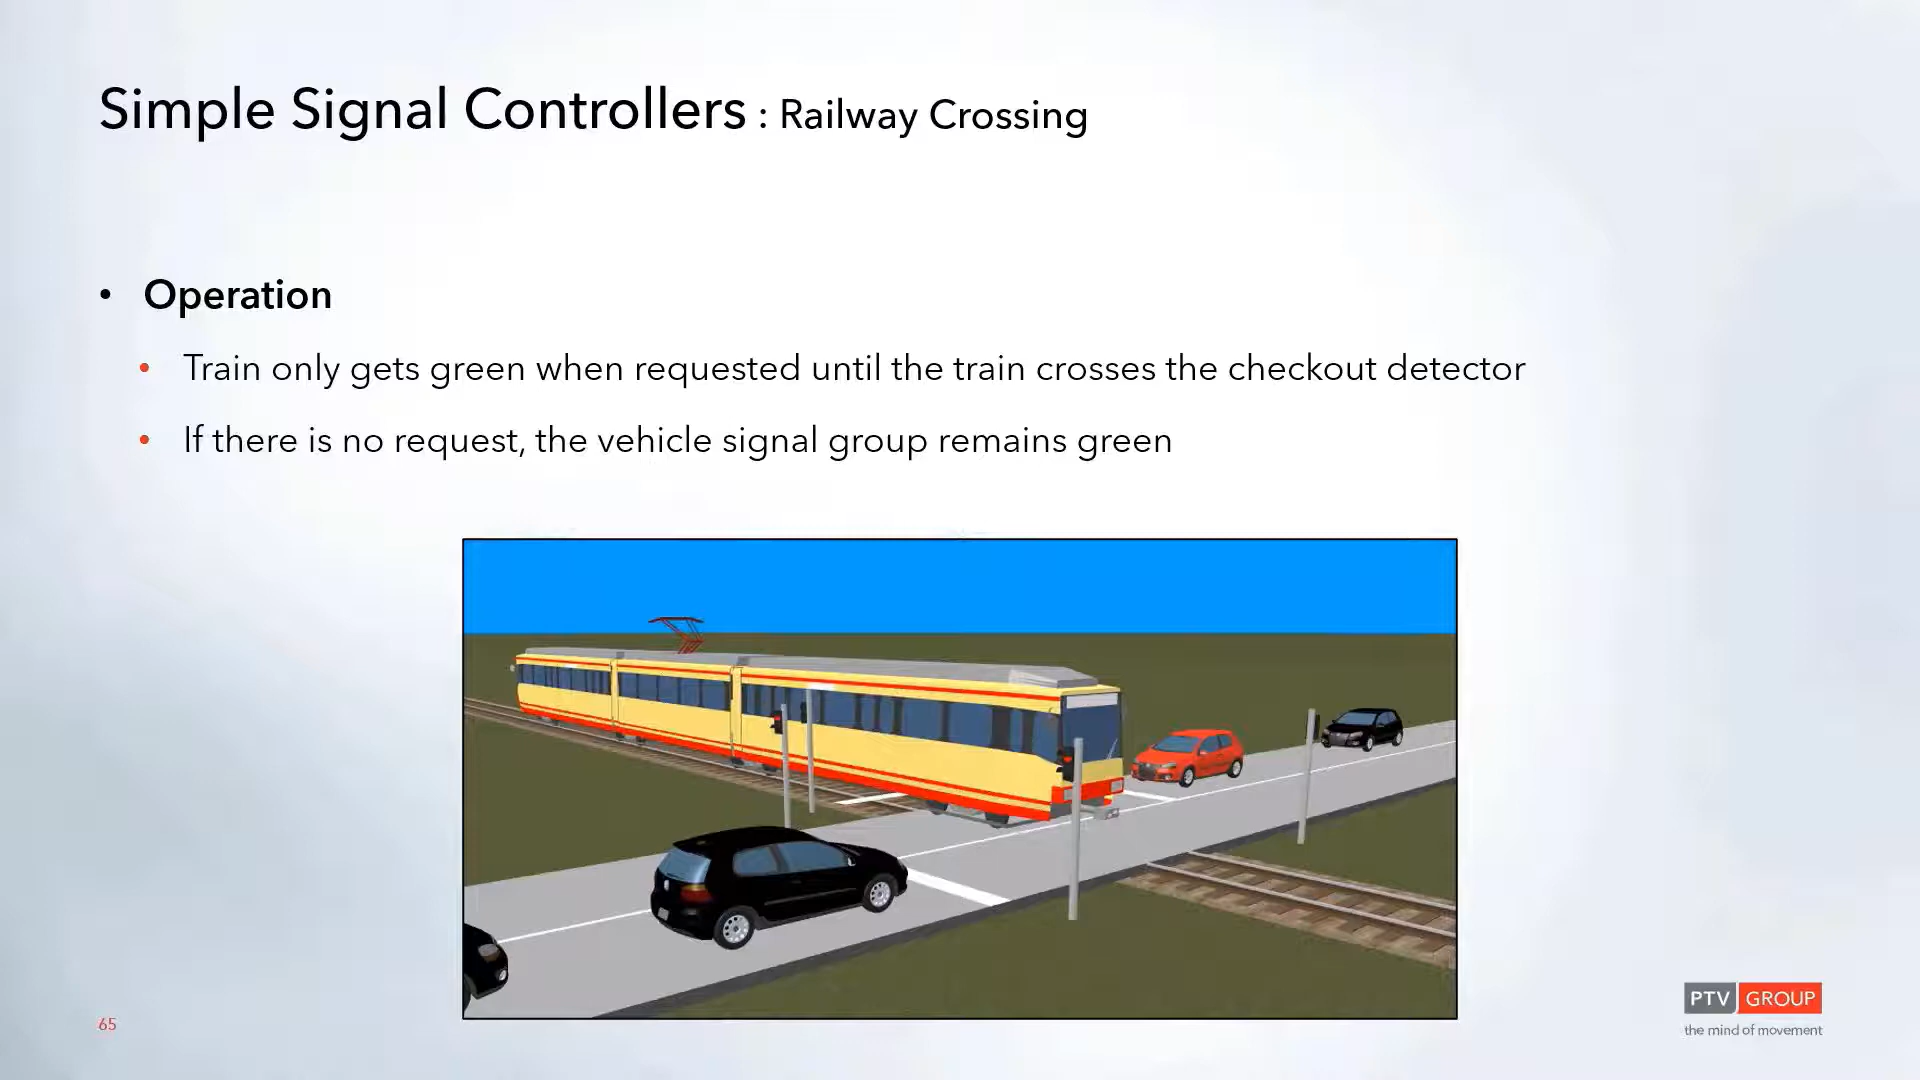 Simple Signal Controllers : Railway Crossing
• Operation
• Train only gets green when requested until the train crosses the checkout detector
• If there is no request, the vehicle signal group remains green
65
PTV GROUP
the mind of movement